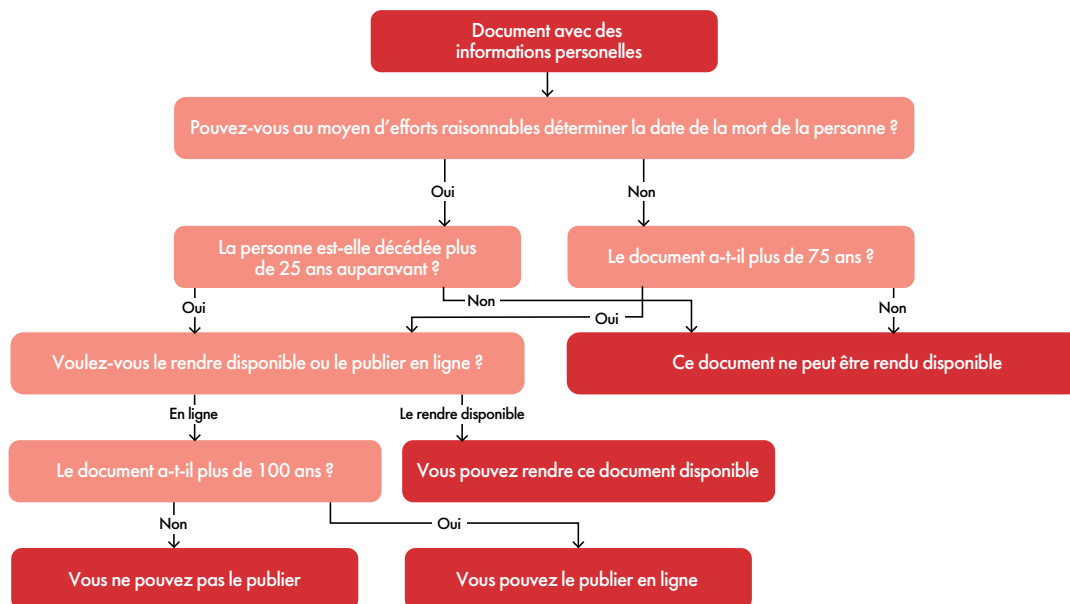 Document avec des
informations personelles
Pouvez-vous au moyen d'efforts raisonnables déterminer la date de la mort de la personne ?
Oui
Non
La personne est-elle décédée plus
de 25 ans auparavant ?
Le document a-t-il plus de 75 ans ?
Oui
Non
Oui
Non
Voulez-vous le rendre disponible ou le publier en ligne ?
Ce document ne peut être rendu disponible
En ligne
Le rendre disponible
Le document a-t-il plus de 100 ans ?
Vous pouvez rendre ce document disponible
Non
Oui
Vous ne pouvez pas le publier
Vous pouvez le publier en ligne